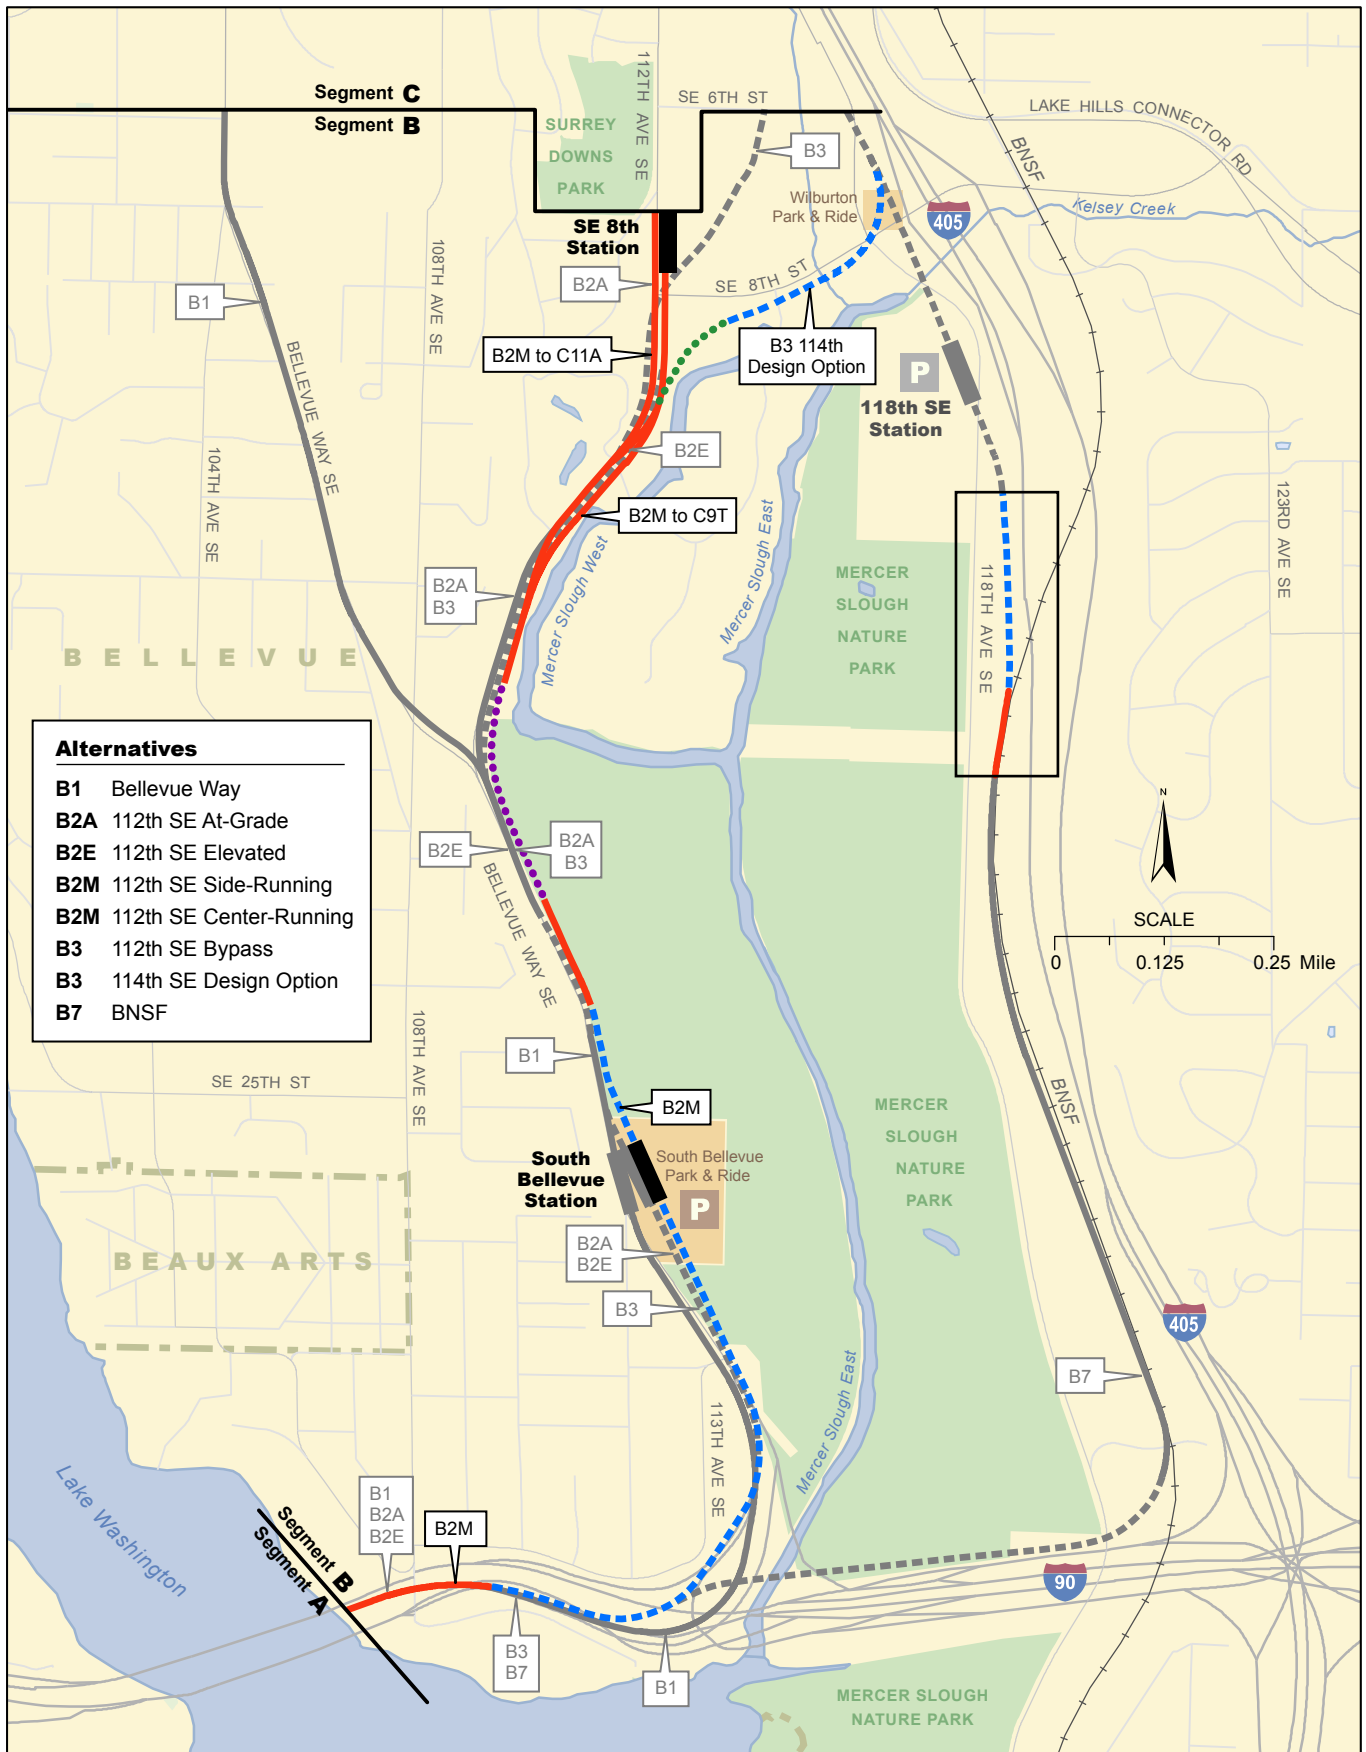 Segment C
Segment B
SURREY
DOWNS
PARK
112TH AVE SE
SE 6TH ST
B3
LAKE HILLS CONNECTOR RD
BNSF
Wilburton
Park & Ride
405
Kelsey Creek
SE 8th
Station
B2A
SE 8TH ST
108TH AVE SE
B1
BELLEVUE WAY SE
B2M to C11A
B3 114th
Design Option
P
118th SE
Station
B2E
104TH AVE SE
B2M to C9T
123RD AVE SE
Mercer Slough West
Mercer Slough East
MERCER
SLOUGH
NATURE
PARK
118TH AVE SE
B2A
B3
BELLEVUE
Alternatives
B1 Bellevue Way
B2A 112th SE At-Grade
B2E 112th SE Elevated
B2M 112th SE Side-Running
B2M 112th SE Center-Running
B3 112th SE Bypass
B3 114th SE Design Option
B7 BNSF
B2E
B2A
B3
BELLEVUE WAY SE
N
SCALE
0 0.125 0.25 Mile
108TH AVE SE
B1
SE 25TH ST
B2M
BNSF
MERCER
SLOUGH
NATURE
PARK
South
Bellevue
Station
South Bellevue
Park & Ride
P
BEAUX ARTS
B2A
B2E
B3
405
B7
113TH AVE SE
Mercer Slough East
Lake Washington
B1
B2A
B2E
B2M
Segment B
Segment A
90
B3
B7
B1
MERCER SLOUGH
NATURE PARK